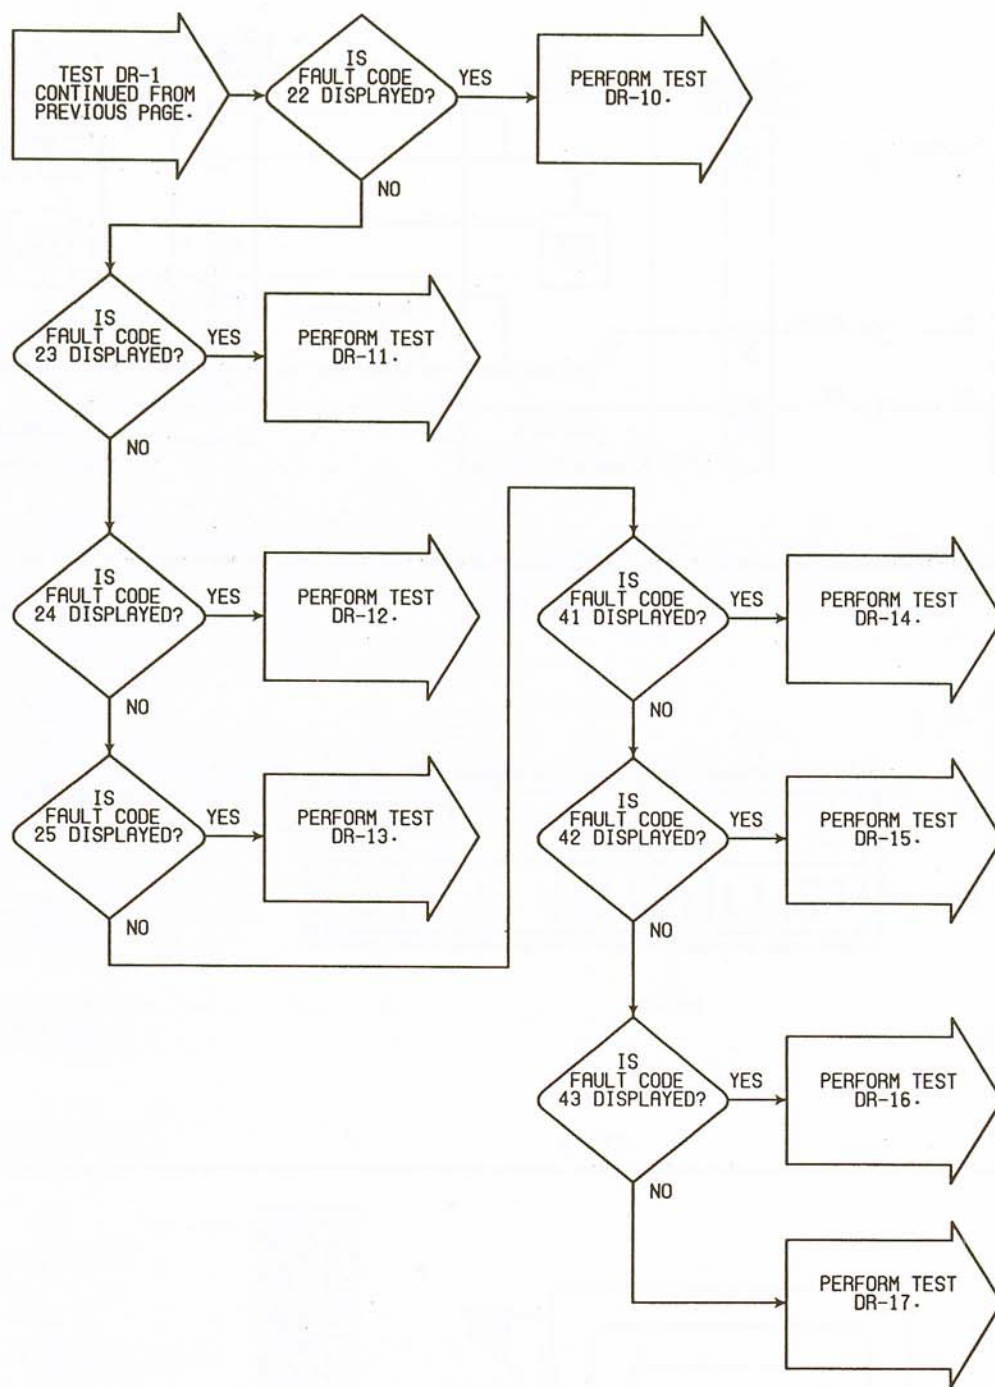 TEST DR-1
CONTINUED FROM
PREVIOUS PAGE.
IS
FAULT CODE
22 DISPLAYED?
YES
PERFORM TEST
DR-10.
NO
IS
FAULT CODE
23 DISPLAYED?
YES
PERFORM TEST
DR-11.
NO
IS
FAULT CODE
24 DISPLAYED?
YES
PERFORM TEST
DR-12.
NO
IS
FAULT CODE
25 DISPLAYED?
YES
PERFORM TEST
DR-13.
NO
IS
FAULT CODE
41 DISPLAYED?
YES
PERFORM TEST
DR-14.
NO
IS
FAULT CODE
42 DISPLAYED?
YES
PERFORM TEST
DR-15.
NO
IS
FAULT CODE
43 DISPLAYED?
YES
PERFORM TEST
DR-16.
NO
PERFORM TEST
DR-17.